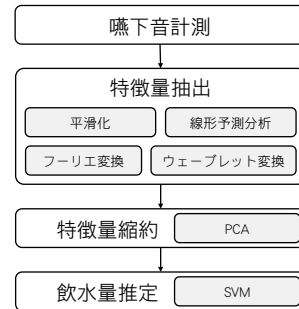 嚥下音計測
特徴量抽出
平滑化
線形予測分析
フーリエ変換
ウェーブレット変換
特徴量縮約
PCA
飲水量推定
SVM